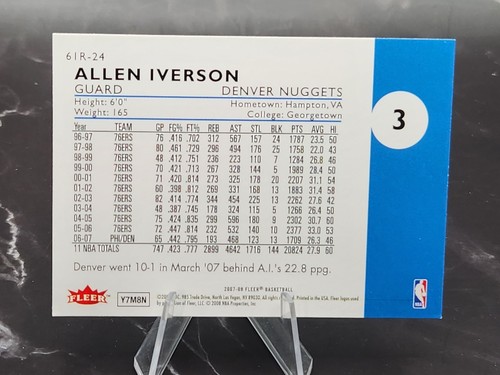 61R-24
ALLEN IVERSON
GUARD DENVER NUGGETS
Height: 6'0" Hometown: Hampton, VA
Weight: 165 College: Georgetown
3
Year TEAM GP FG% FT% REB AST STL BLK PTS AVG HI
96-97 76ERS 76 .416 .702 312 567 157 24 1787 23.5 50
97-98 76ERS 80 .461 .729 296 494 176 25 1758 22.0 43
98-99 76ERS 48 .412 .751 236 223 110 7 1284 26.8 46
99-00 76ERS 70 .421 .713 267 328 144 5 1989 28.4 50
00-01 76ERS 71 .420 .814 273 325 178 20 2207 31.1 54
01-02 76ERS 60 .398 .812 269 331 168 13 1883 31.4 58
02-03 76ERS 82 .414 .774 344 454 225 13 2262 27.6 42
03-04 76ERS 48 .387 .745 178 324 115 5 1266 26.4 50
04-05 76ERS 75 .424 .835 299 596 180 9 2302 30.7 60
05-06 76ERS 72 .447 .814 232 532 140 10 2377 33.0 53
06-07 PHI/DEN 65 .442 .795 193 468 123 13 1709 26.3 46
11 NBA TOTALS 747 .427 .777 2899 4642 1716 144 20824 27.9 60
Denver went 10-1 in March '07 behind A.I.'s 22.8 ppg.
FLEER
Y7M8N
2007-08 FLEER® BASKETBALL
NBA